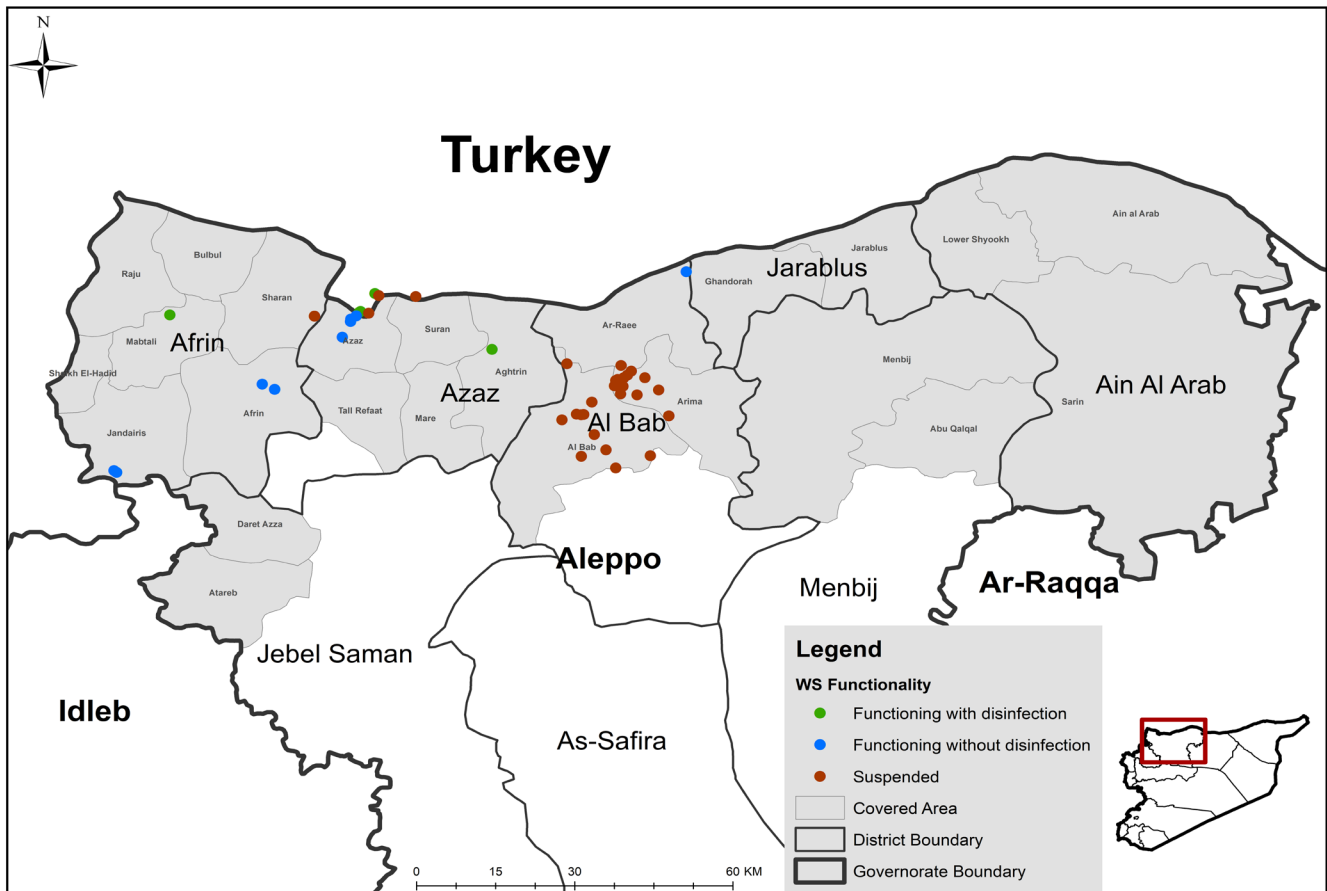 N
Turkey
Ain al Arab
Bulbul
Jarablus
Lower Shyookh
Raju
Jarablus
Ghandorah
Sharan
Suran
Ar-Raee
Mabtali
Afrin
Azaz
Menbij
Sheikh El-Hadid
Aghtrin
Ain Al Arab
Azaz
Arima
Sarin
Afrin
Tall Refaat
Mare
Al Bab
Abu Qalqal
Jandairis
Al Bab
Daret Azza
Aleppo
Menbij
Ar-Raqqa
Atareb
Jebel Saman
Idleb
As-Safira
Legend
WS Functionality
Functioning with disinfection
Functioning without disinfection
Suspended
Covered Area
District Boundary
Governorate Boundary
0 15 30 60 KM